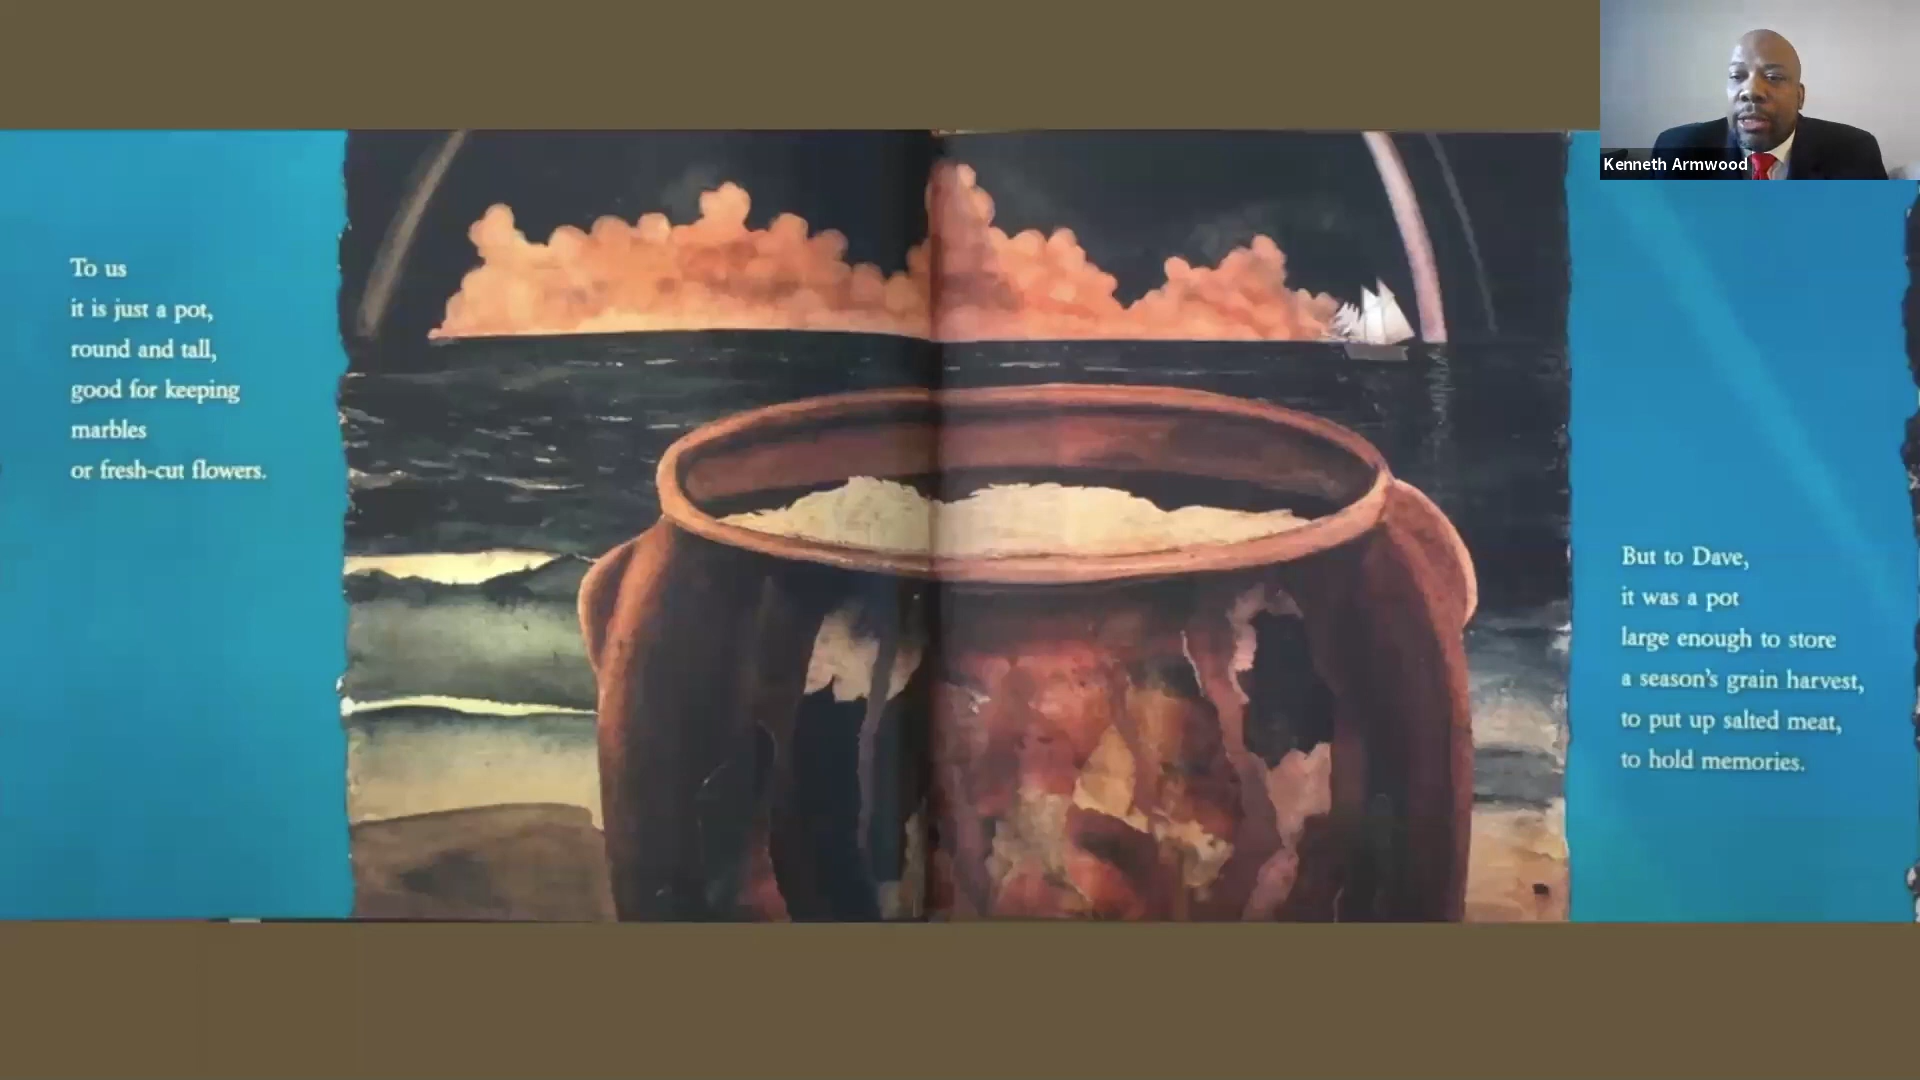 To us
it is just a pot,
round and tall,
good for keeping
marbles
or fresh-cut flowers.
Kenneth Armwood
But to Dave,
it was a pot
large enough to store
a season's grain harvest,
to put up salted meat,
to hold memories.